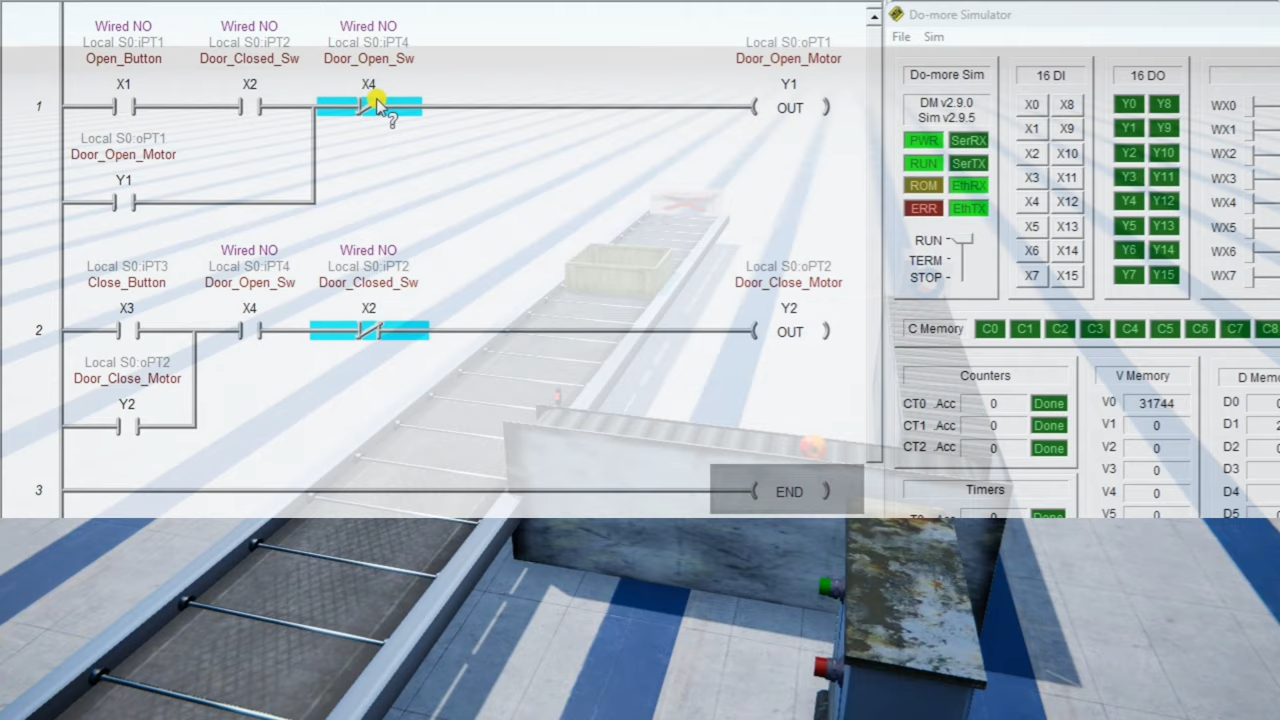 Wired NO Wired NO Wired NO
Local S0:iPT1 Local S0:iPT2 Local S0:iPT4 Local S0:oPT1
Open_Button Door_Closed_Sw Door_Open_Sw Door_Open_Motor
X1 X2 X4 Y1
1 OUT
Local S0:oPT1
Door_Open_Motor
Y1
Wired NO Wired NO
Local S0:iPT3 Local S0:iPT4 Local S0:iPT2 Local S0:oPT2
Close_Button Door_Open_Sw Door_Closed_Sw Door_Close_Motor
X3 X4 X2 Y2
2 OUT
Local S0:oPT2
Door_Close_Motor
Y2
3 END
Do-more Simulator
File Sim
Do-more Sim
DM v2.9.0
Sim v2.9.5
PWR SerRX
RUN SerTX
ROM EthRX
ERR EthTX
RUN
TERM
STOP
16 DI
X0 X8
X1 X9
X2 X10
X3 X11
X4 X12
X5 X13
X6 X14
X7 X15
16 DO
Y0 Y8
Y1 Y9
Y2 Y10
Y3 Y11
Y4 Y12
Y5 Y13
Y6 Y14
Y7 Y15
WX0
WX1
WX2
WX3
WX4
WX5
WX6
WX7
C Memory C0 C1 C2 C3 C4 C5 C6 C7 C8
Counters
CT0 .Acc 0 Done
CT1 .Acc 0 Done
CT2 .Acc 0 Done
Timers
0 Done
V Memory
V0 31744
V1 0
V2 0
V3 0
V4 0
V5 0
D Memo
D0
D1
D2
D3
D4
D5